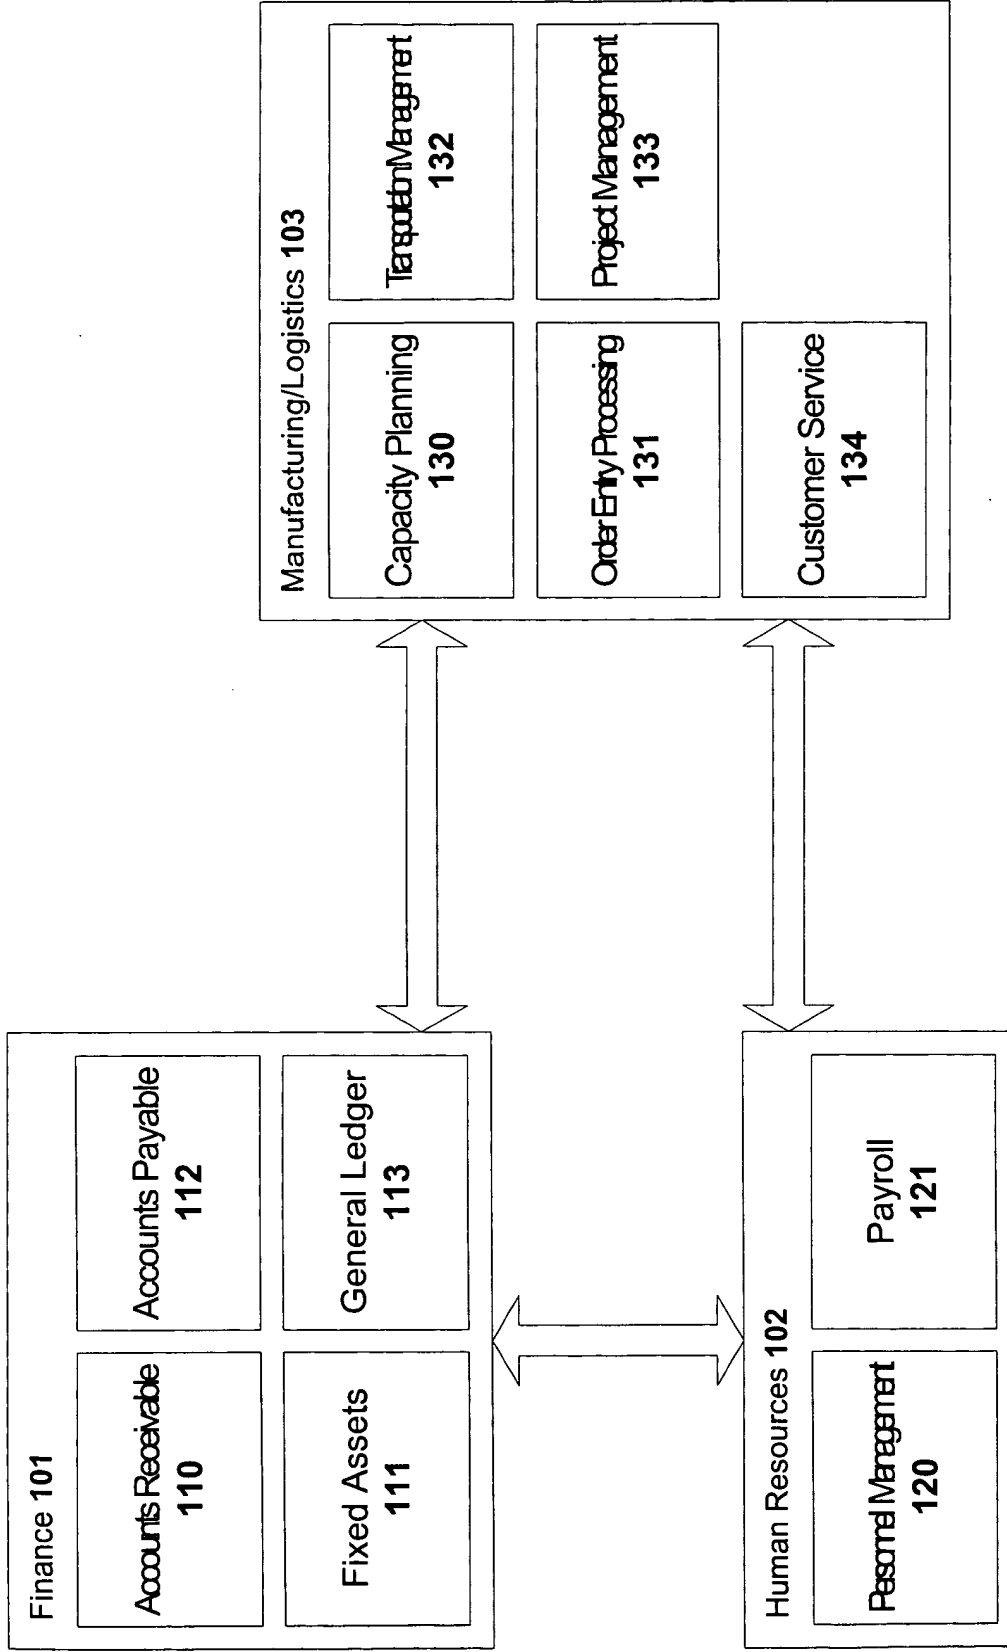 Finance 101
Accounts Receivable
110
Accounts Payable
112
Fixed Assets
111
General Ledger
113
Human Resources 102
Personnel Management
120
Payroll
121
Manufacturing/Logistics 103
Capacity Planning
130
Transportation Management
132
Order Entry Processing
131
Project Management
133
Customer Service
134